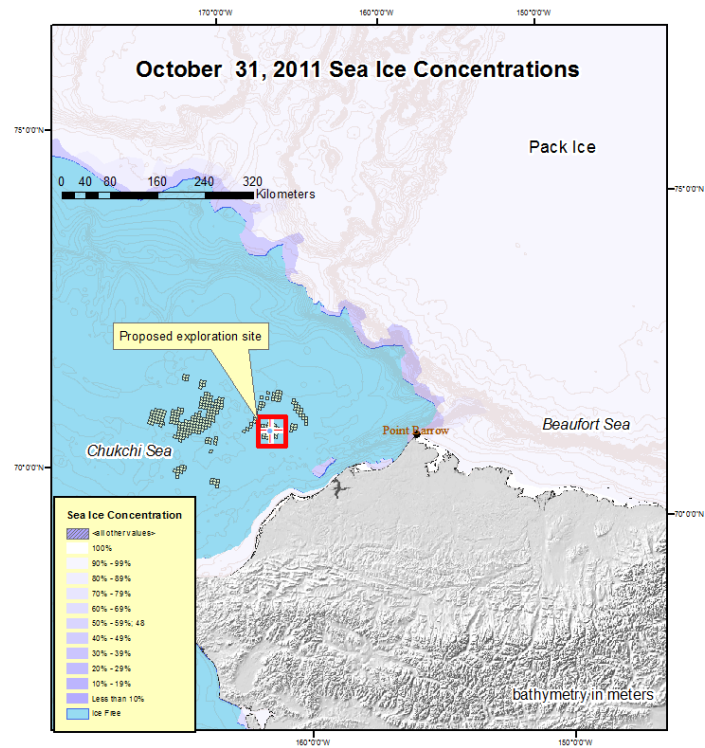 170°0'0"W 160°0'0"W 150°0'0"W
October 31, 2011 Sea Ice Concentrations
75°0'0"N
Pack Ice
75°0'0"N
0 40 80 160 240 320
Kilometers
Proposed exploration site
Point Barrow
Beaufort Sea
Chukchi Sea
70°0'0"N
70°0'0"N
Sea Ice Concentration
<all other values>
100%
90% - 99%
80% - 89%
70% - 79%
60% - 69%
50% - 59%; 48
40% - 49%
30% - 39%
20% - 29%
10% - 19%
Less than 10%
Ice Free
bathymetry in meters
160°0'0"W 150°0'0"W